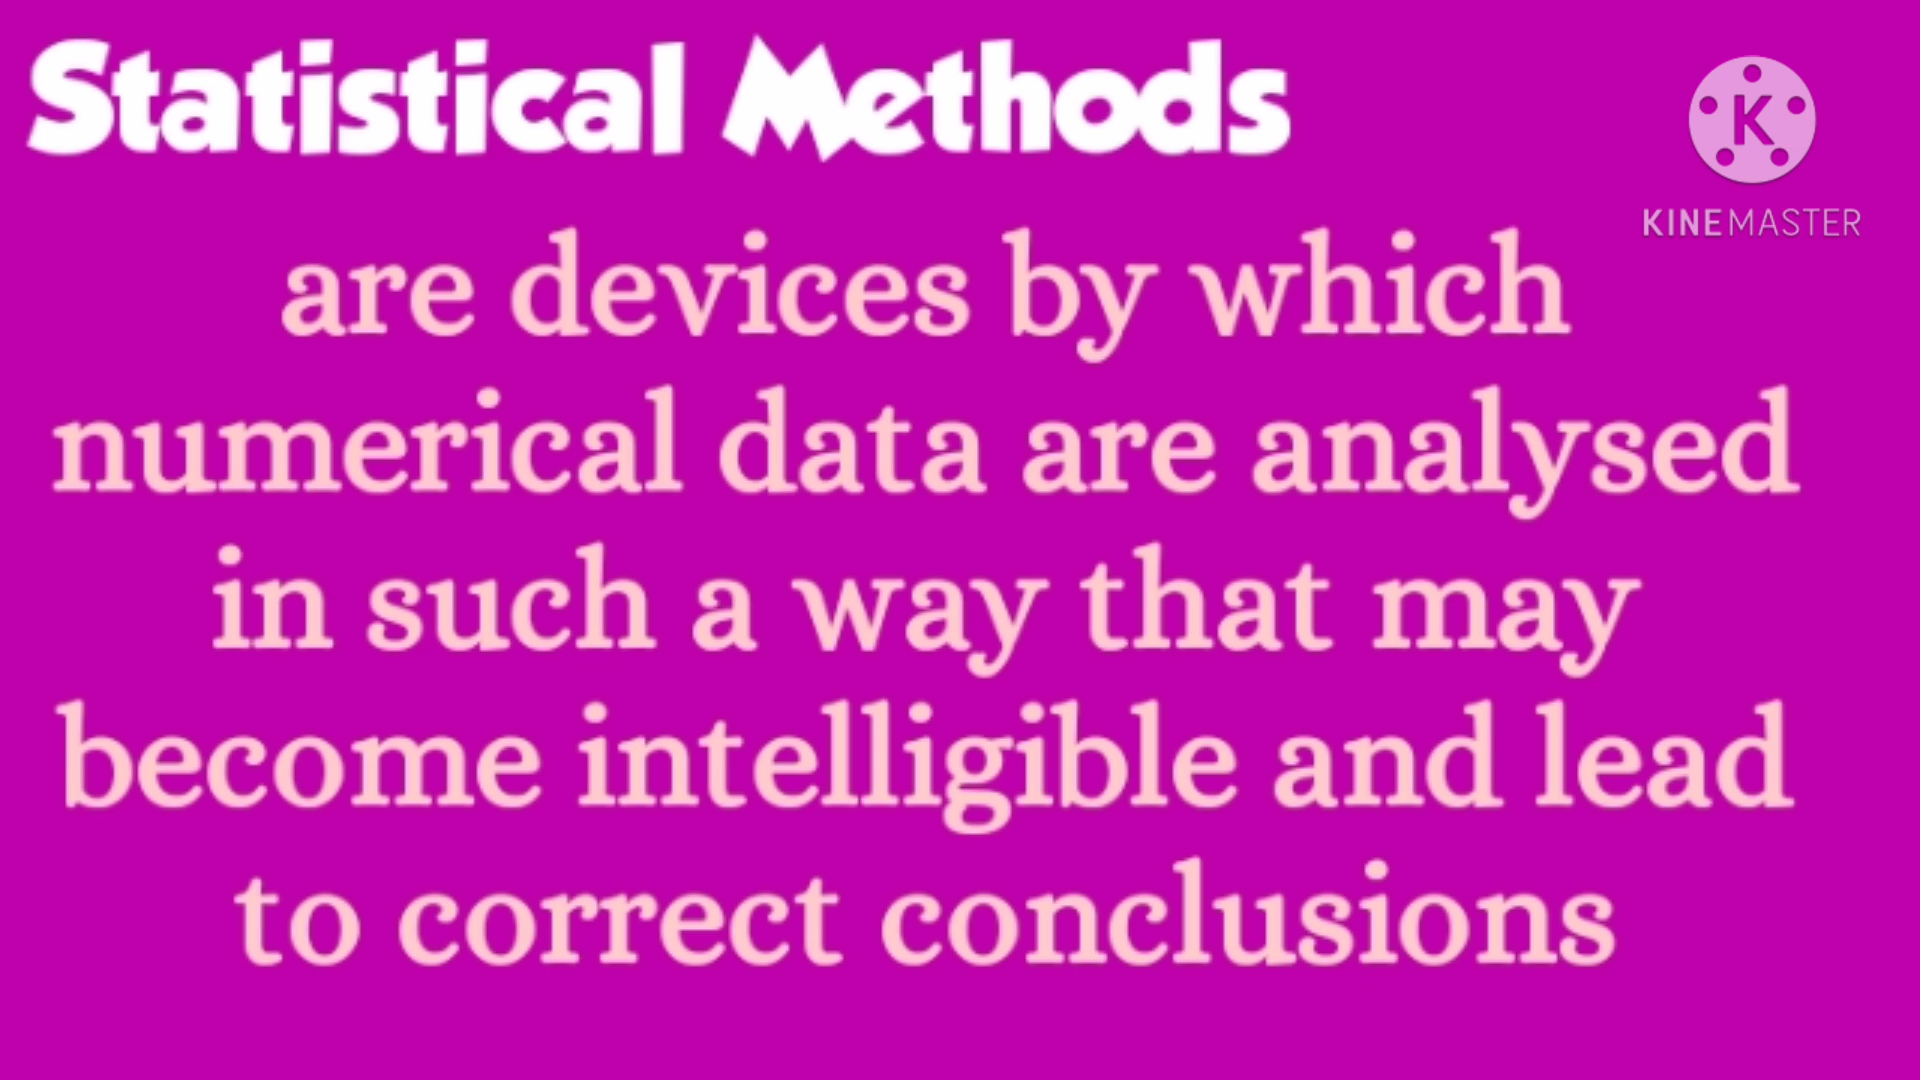 Statistical Methods
K
KINEMASTER
are devices by which
numerical data are analysed
in such a way that may
become intelligible and lead
to correct conclusions